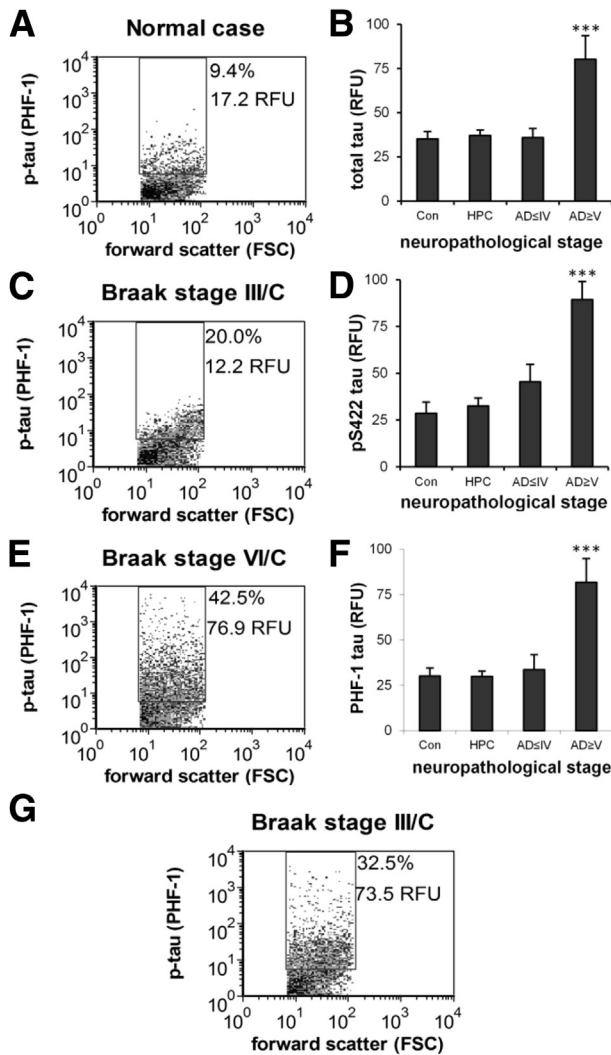 A
Normal case
p-tau (PHF-1)
10^4
10^3
10^2
10^1
10^0
9.4%
17.2 RFU
10^0 10^1 10^2 10^3 10^4
forward scatter (FSC)
B
total tau (RFU)
100
75
50
25
0
***
Con HPC AD≤IV AD≥V
neuropathological stage
C
Braak stage III/C
p-tau (PHF-1)
10^4
10^3
10^2
10^1
10^0
20.0%
12.2 RFU
10^0 10^1 10^2 10^3 10^4
forward scatter (FSC)
D
pS422 tau (RFU)
100
75
50
25
0
***
Con HPC AD≤IV AD≥V
neuropathological stage
E
Braak stage VI/C
p-tau (PHF-1)
10^4
10^3
10^2
10^1
10^0
42.5%
76.9 RFU
10^0 10^1 10^2 10^3 10^4
forward scatter (FSC)
F
PHF-1 tau (RFU)
100
75
50
25
0
***
Con HPC AD≤IV AD≥V
neuropathological stage
G
Braak stage III/C
p-tau (PHF-1)
10^4
10^3
10^2
10^1
10^0
32.5%
73.5 RFU
10^0 10^1 10^2 10^3 10^4
forward scatter (FSC)